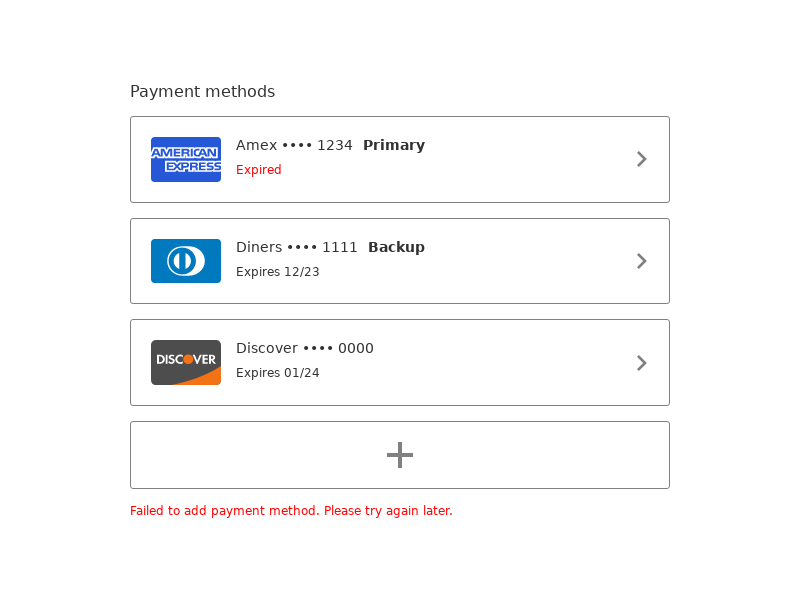 Payment methods
AMERICAN
EXPRESS
Amex •••• 1234 Primary
Expired
Diners •••• 1111 Backup
Expires 12/23
DISCOVER
Discover •••• 0000
Expires 01/24
Failed to add payment method. Please try again later.